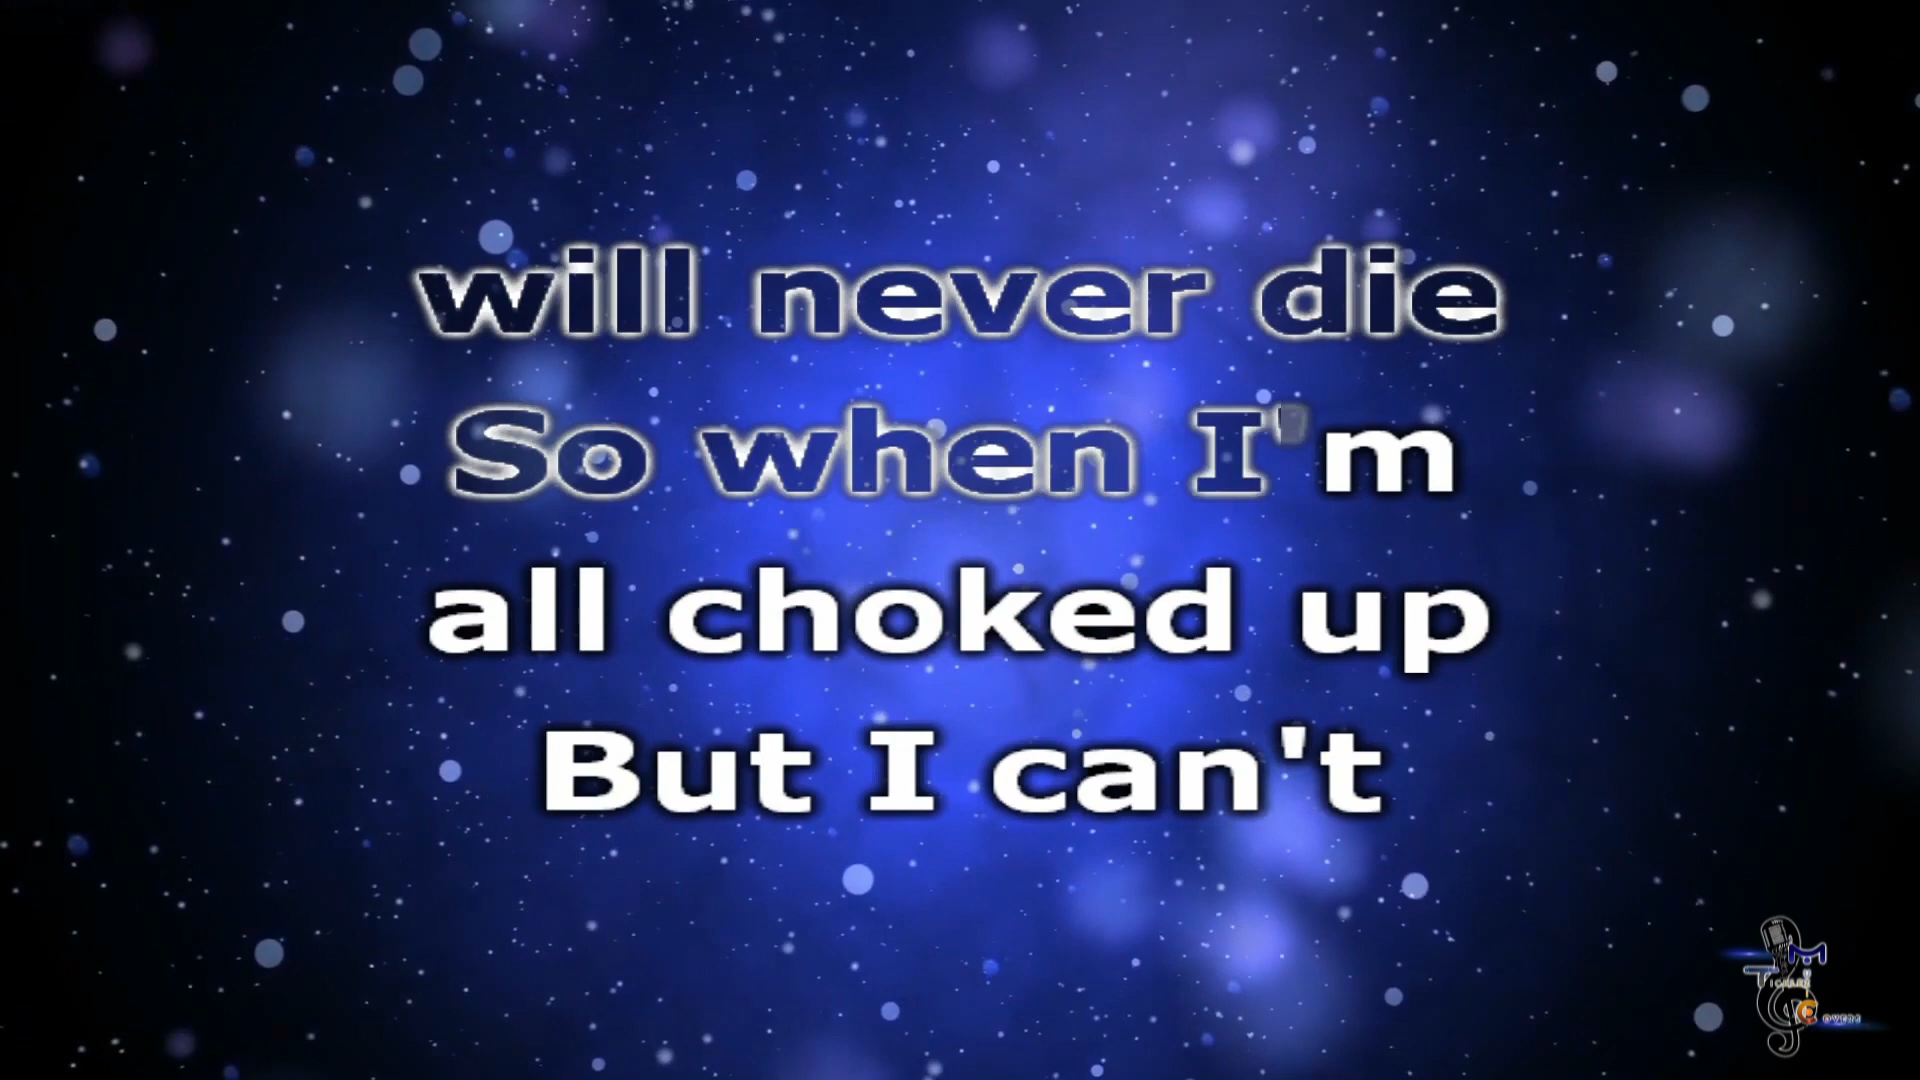 will never die
So when I'm
all choked up
But I can't